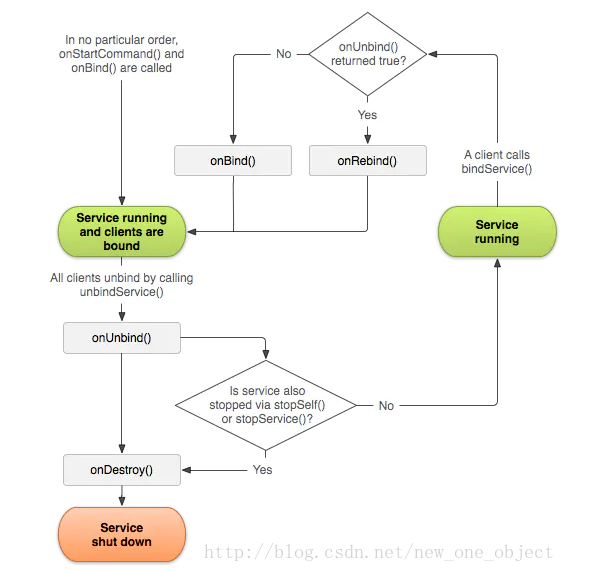 In no particular order,
onStartCommand() and
onBind() are called
onUnbind()
returned true?
No
Yes
onBind()
onRebind()
A client calls
bindService()
Service running
and clients are
bound
Service
running
All clients unbind by calling
unbindService()
onUnbind()
Is service also
stopped via stopSelf()
or stopService()?
No
Yes
onDestroy()
Service
shut down
http://blog.csdn.net/new_one_object